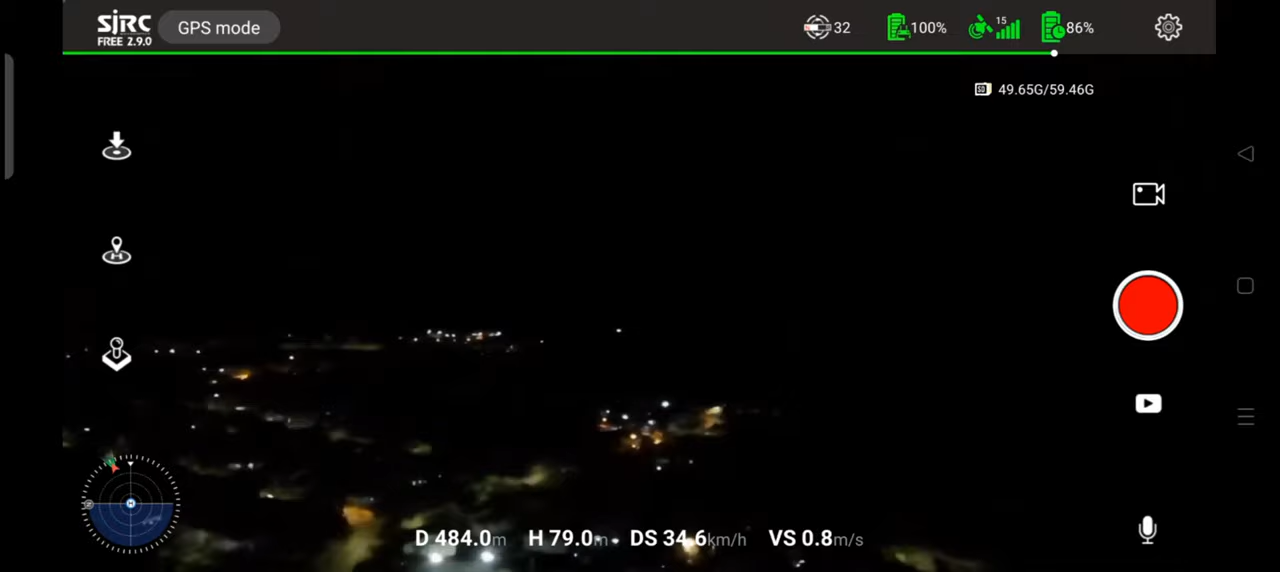 SJRC
FREE 2.9.0
GPS mode
32
100%
15
86%
49.65G/59.46G
D 484.0m H 79.0m DS 34.6km/h VS 0.8m/s